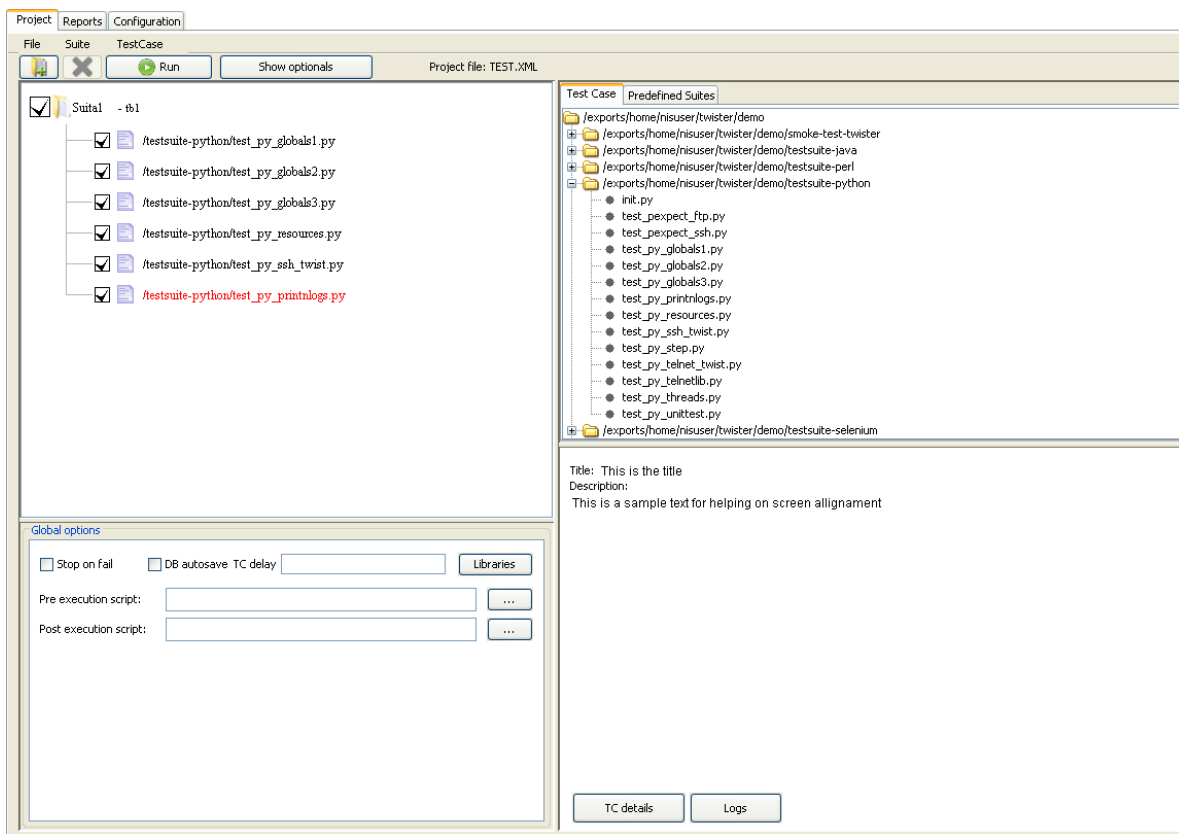 Project Reports Configuration
File Suite TestCase
Run Show optionals Project file: TEST.XML
Suita1 - tb1
/testsuite-python/test_py_globals1.py
/testsuite-python/test_py_globals2.py
/testsuite-python/test_py_globals3.py
/testsuite-python/test_py_resources.py
/testsuite-python/test_py_ssh_twist.py
/testsuite-python/test_py_printnlogs.py
Test Case Predefined Suites
/exports/home/nisuser/twister/demo
/exports/home/nisuser/twister/demo/smoke-test-twister
/exports/home/nisuser/twister/demo/testsuite-java
/exports/home/nisuser/twister/demo/testsuite-perl
/exports/home/nisuser/twister/demo/testsuite-python
init.py
test_pexpect_ftp.py
test_pexpect_ssh.py
test_py_globals1.py
test_py_globals2.py
test_py_globals3.py
test_py_printnlogs.py
test_py_resources.py
test_py_ssh_twist.py
test_py_step.py
test_py_telnet_twist.py
test_py_telnetlib.py
test_py_threads.py
test_py_unittest.py
/exports/home/nisuser/twister/demo/testsuite-selenium
Global options
Stop on fail DB autosave TC delay Libraries
Pre execution script: ...
Post execution script: ...
Title: This is the title
Description:
This is a sample text for helping on screen allignament
TC details Logs